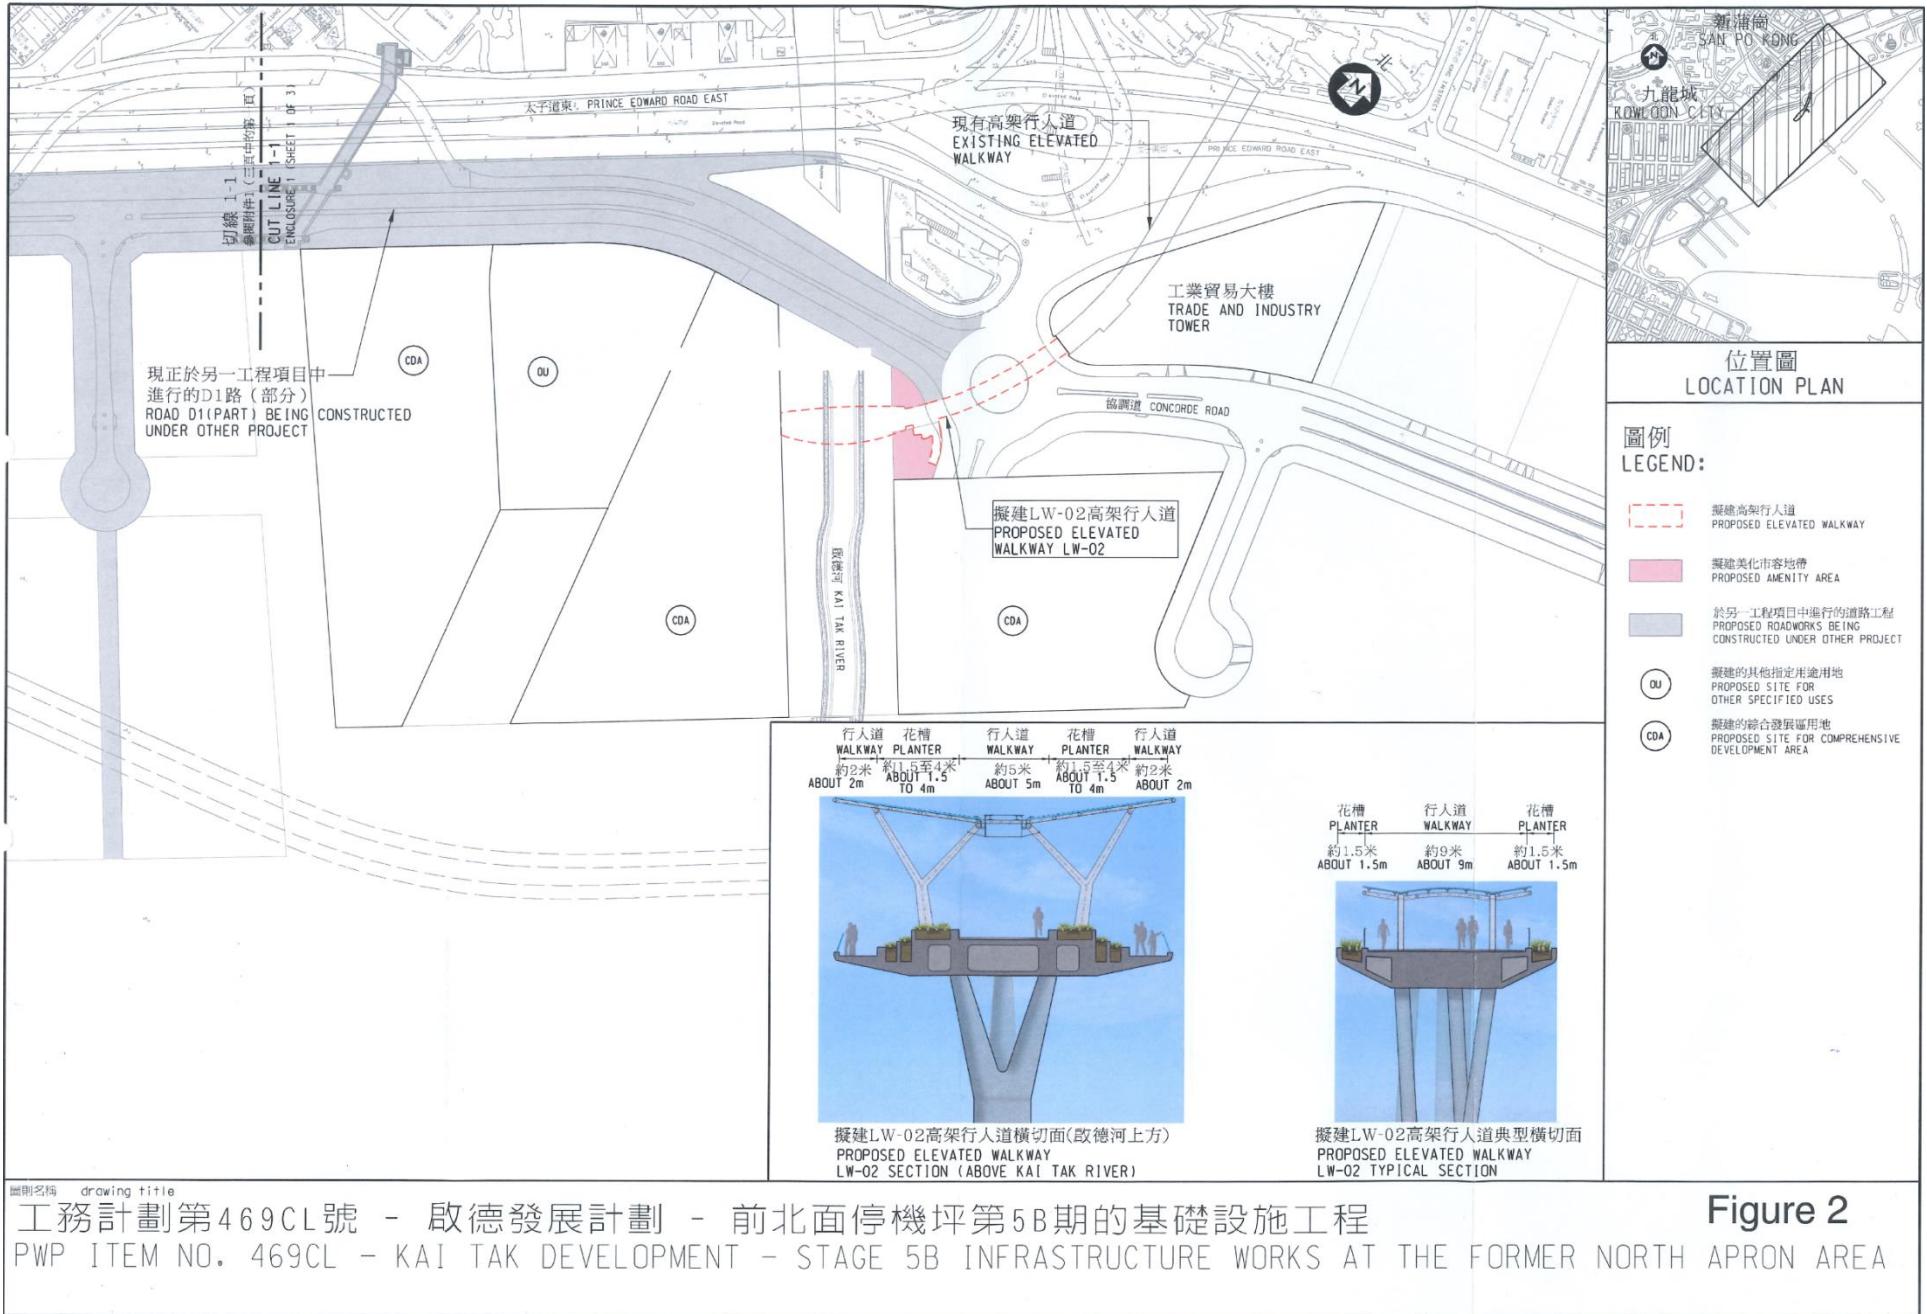 太子道東
PRINCE EDWARD ROAD EAST
Elevated Road
現有高架行人道
EXISTING ELEVATED
WALKWAY
PRINCE EDWARD ROAD EAST
Elevated Road
北
N
切線 1-1
CUT LINE 1-1
ENCLOSURE 1 (SHEET 1 OF 3)
工業貿易大樓
TRADE AND INDUSTRY
TOWER
現正於另一工程項目中
進行的D1路（部分）
ROAD D1(PART) BEING CONSTRUCTED
UNDER OTHER PROJECT
CDA
OU
協調道 CONCORDE ROAD
擬建LW-02高架行人道
PROPOSED ELEVATED
WALKWAY LW-02
啟德河 KAI TAK RIVER
CDA
CDA
新蒲崗
SAN PO KONG
北
N
九龍城
KOWLOON CITY
位置圖
LOCATION PLAN
圖例
LEGEND:
擬建高架行人道
PROPOSED ELEVATED WALKWAY
擬建美化市容地帶
PROPOSED AMENITY AREA
於另一工程項目中進行的道路工程
PROPOSED ROADWORKS BEING
CONSTRUCTED UNDER OTHER PROJECT
OU
擬建的其他指定用途用地
PROPOSED SITE FOR
OTHER SPECIFIED USES
CDA
擬建的綜合發展區用地
PROPOSED SITE FOR COMPREHENSIVE
DEVELOPMENT AREA
行人道 花槽 行人道 花槽 行人道
WALKWAY PLANTER WALKWAY PLANTER WALKWAY
約2米 約1.5至4米 約5米 約1.5至4米 約2米
ABOUT 2m ABOUT 1.5 TO 4m ABOUT 5m ABOUT 1.5 TO 4m ABOUT 2m
擬建LW-02高架行人道橫切面(啟德河上方)
PROPOSED ELEVATED WALKWAY
LW-02 SECTION (ABOVE KAI TAK RIVER)
花槽 行人道 花槽
PLANTER WALKWAY PLANTER
約1.5米 約9米 約1.5米
ABOUT 1.5m ABOUT 9m ABOUT 1.5m
擬建LW-02高架行人道典型橫切面
PROPOSED ELEVATED WALKWAY
LW-02 TYPICAL SECTION
圖則名稱 drawing title
工務計劃第469CL號 - 啟德發展計劃 - 前北面停機坪第5B期的基礎設施工程
PWP ITEM NO. 469CL - KAI TAK DEVELOPMENT - STAGE 5B INFRASTRUCTURE WORKS AT THE FORMER NORTH APRON AREA
Figure 2